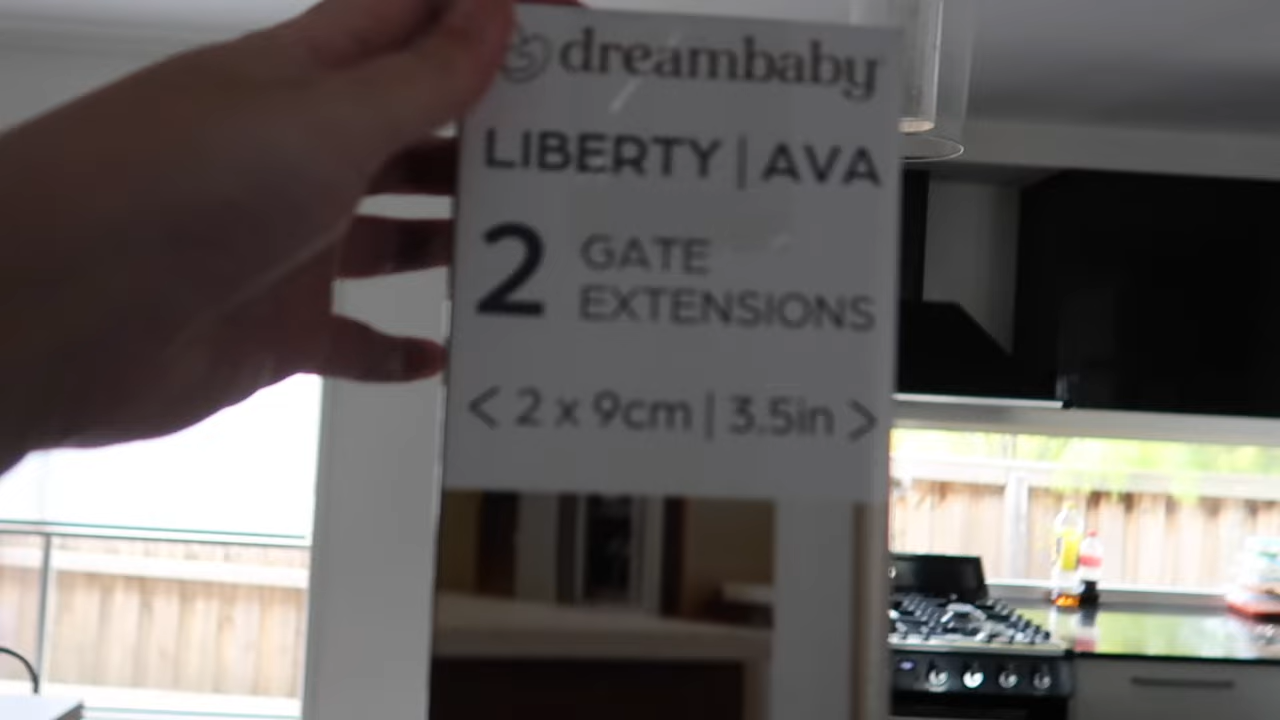 dreambaby
LIBERTY | AVA
2 GATE
EXTENSIONS
< 2 x 9cm | 3.5in >